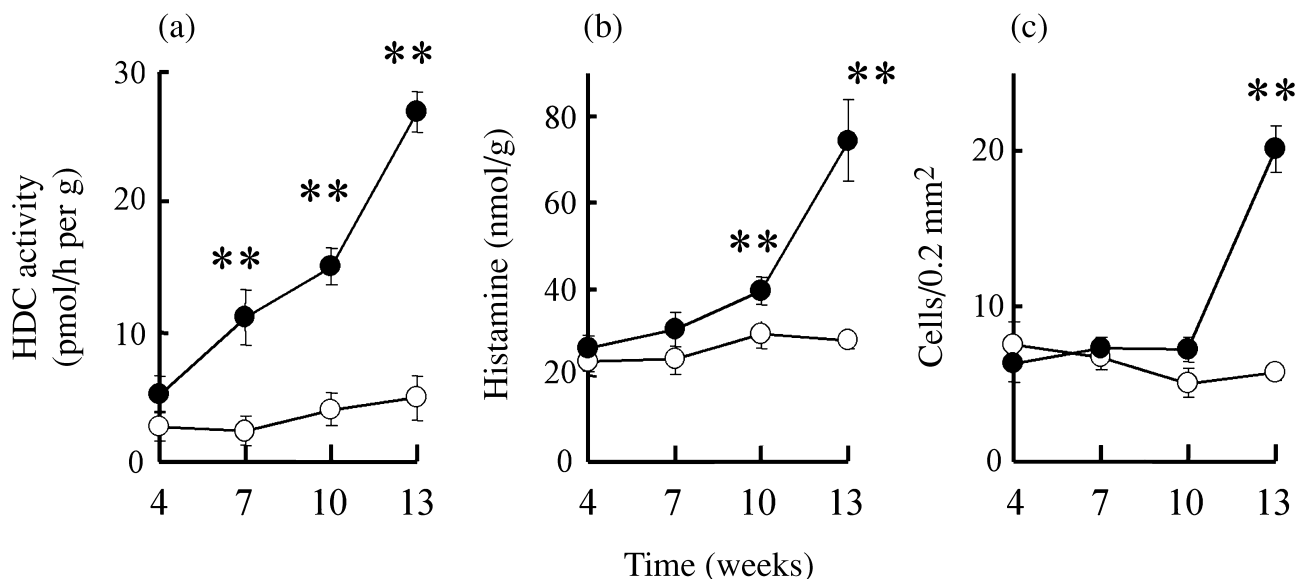 (a)
HDC activity
(pmol/h per g)
30
20
10
0
**
**
**
4 7 10 13
(b)
Histamine (nmol/g)
80
60
40
20
0
**
**
4 7 10 13
(c)
Cells/0.2 mm²
20
10
0
**
4 7 10 13
Time (weeks)